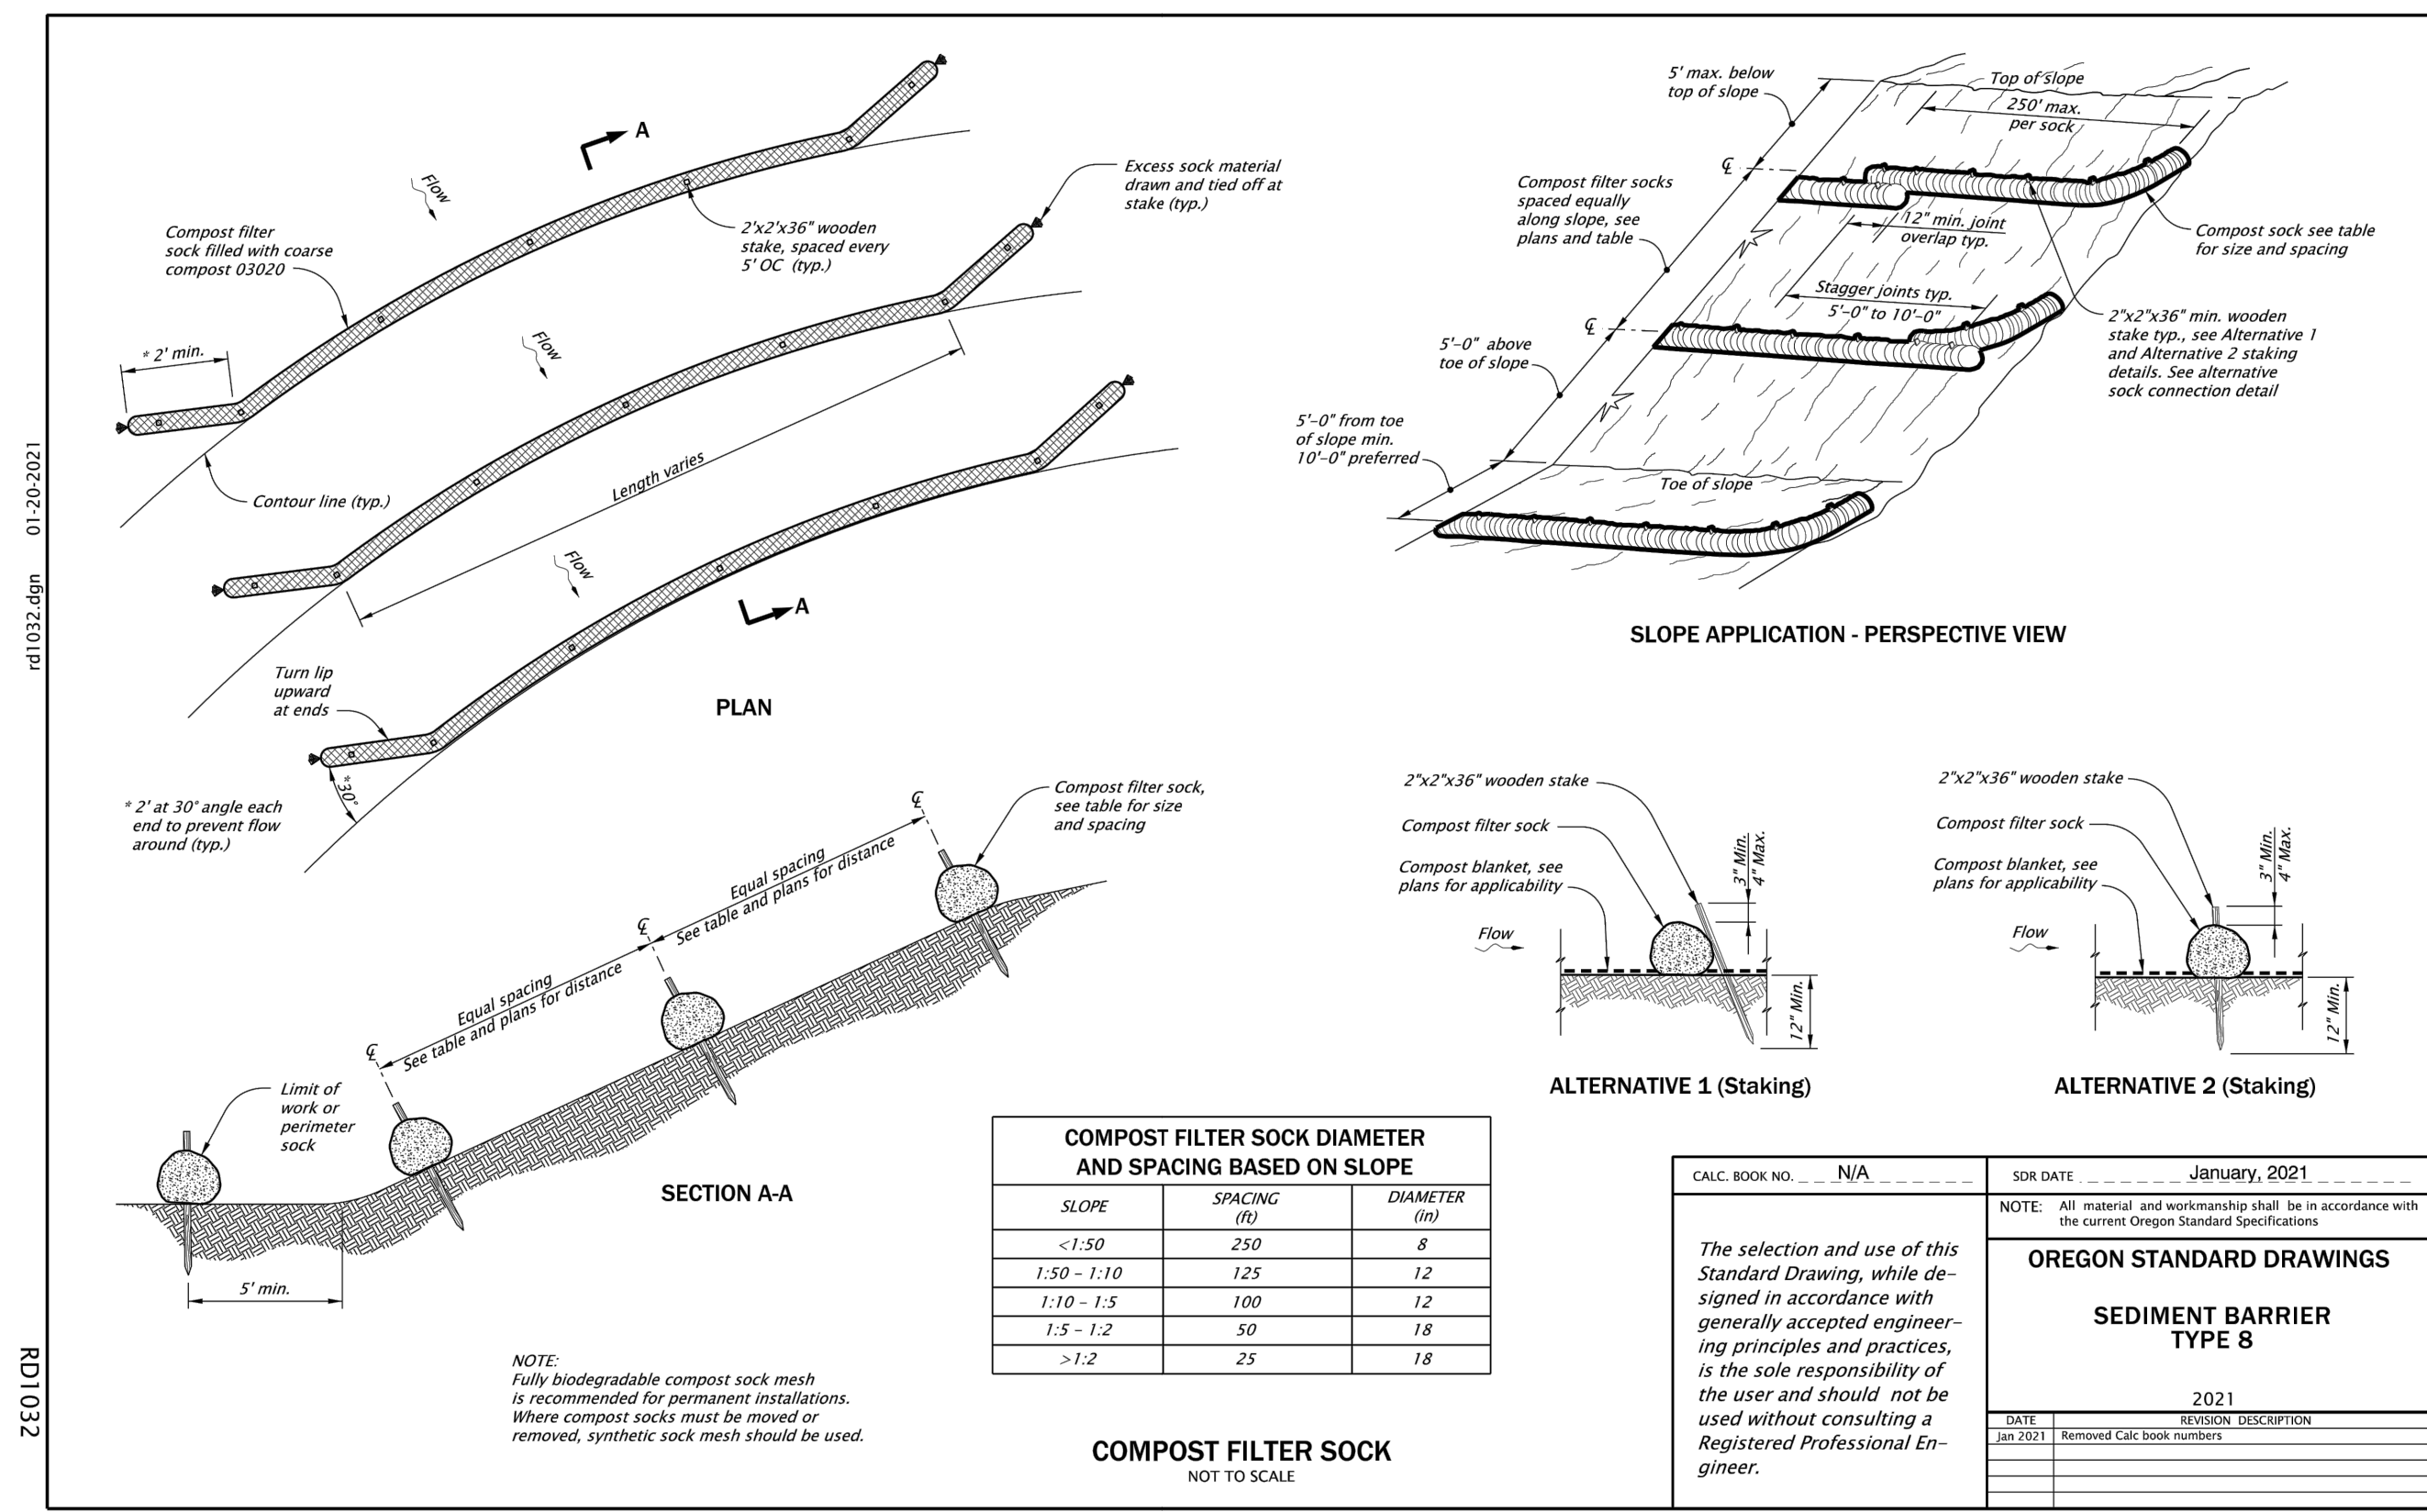 rd1032.dgn 01-20-2021
RD1032
A
Flow
Compost filter
sock filled with coarse
compost 03020
2'x2'x36" wooden
stake, spaced every
5' OC (typ.)
Excess sock material
drawn and tied off at
stake (typ.)
* 2' min.
Flow
Contour line (typ.)
Length varies
Flow
A
Turn lip
upward
at ends
PLAN
*30°
* 2' at 30° angle each
end to prevent flow
around (typ.)
5' max. below
top of slope
Top of slope
250' max.
per sock
℄
Compost filter socks
spaced equally
along slope, see
plans and table
12" min. joint
overlap typ.
Compost sock see table
for size and spacing
Stagger joints typ.
5'-0" to 10'-0"
℄
2"x2"x36" min. wooden
stake typ., see Alternative 1
and Alternative 2 staking
details. See alternative
sock connection detail
5'-0" above
toe of slope
5'-0" from toe
of slope min.
10'-0" preferred
Toe of slope
SLOPE APPLICATION - PERSPECTIVE VIEW
℄
Compost filter sock,
see table for size
and spacing
Equal spacing
See table and plans for distance
℄
Equal spacing
See table and plans for distance
℄
Limit of
work or
perimeter
sock
5' min.
SECTION A-A
2"x2"x36" wooden stake
Compost filter sock
Compost blanket, see
plans for applicability
3" Min.
4" Max.
Flow
12" Min.
ALTERNATIVE 1 (Staking)
2"x2"x36" wooden stake
Compost filter sock
Compost blanket, see
plans for applicability
3" Min.
4" Max.
Flow
12" Min.
ALTERNATIVE 2 (Staking)
COMPOST FILTER SOCK DIAMETER
AND SPACING BASED ON SLOPE
SLOPE SPACING (ft) DIAMETER (in)
<1:50 250 8
1:50 - 1:10 125 12
1:10 - 1:5 100 12
1:5 - 1:2 50 18
>1:2 25 18
NOTE:
Fully biodegradable compost sock mesh
is recommended for permanent installations.
Where compost socks must be moved or
removed, synthetic sock mesh should be used.
COMPOST FILTER SOCK
NOT TO SCALE
CALC. BOOK NO. N/A
SDR DATE January, 2021
NOTE: All material and workmanship shall be in accordance with
the current Oregon Standard Specifications
The selection and use of this
Standard Drawing, while de-
signed in accordance with
generally accepted engineer-
ing principles and practices,
is the sole responsibility of
the user and should not be
used without consulting a
Registered Professional En-
gineer.
OREGON STANDARD DRAWINGS
SEDIMENT BARRIER
TYPE 8
2021
DATE REVISION DESCRIPTION
Jan 2021 Removed Calc book numbers